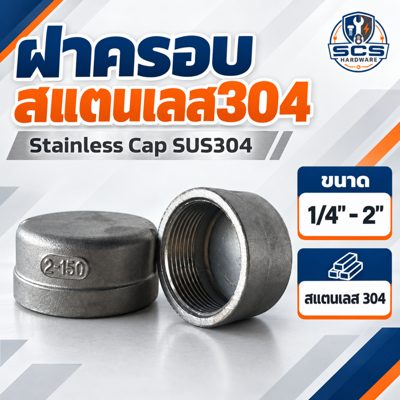 ฝาครอบ
สแตนเลส304
Stainless Cap SUS304
SCS
HARDWARE
ขนาด
1/4" - 2"
สแตนเลส 304
2-150